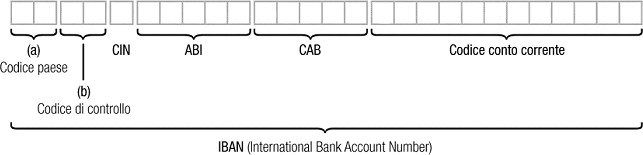 (a)
Codice paese
(b)
Codice di controllo
CIN
ABI
CAB
Codice conto corrente
IBAN (International Bank Account Number)